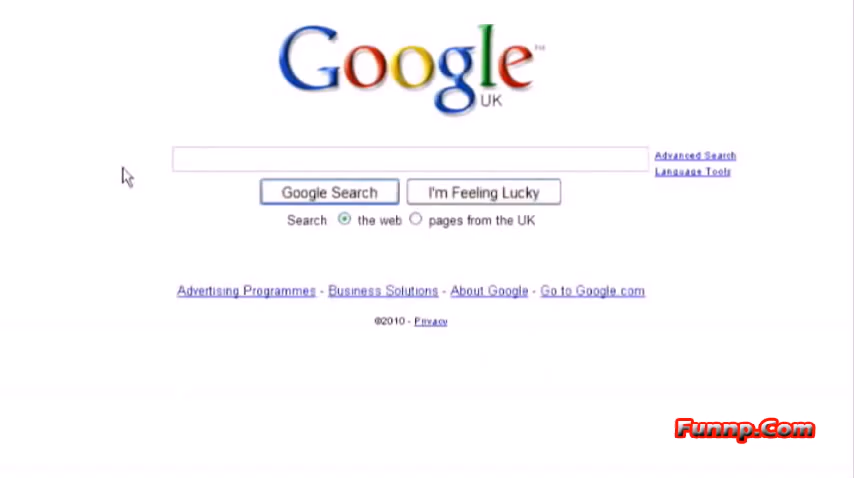 Google™
UK
Advanced Search
Language Tools
Google Search
I'm Feeling Lucky
Search the web pages from the UK
Advertising Programmes - Business Solutions - About Google - Go to Google.com
©2010 - Privacy
Funnp.Com